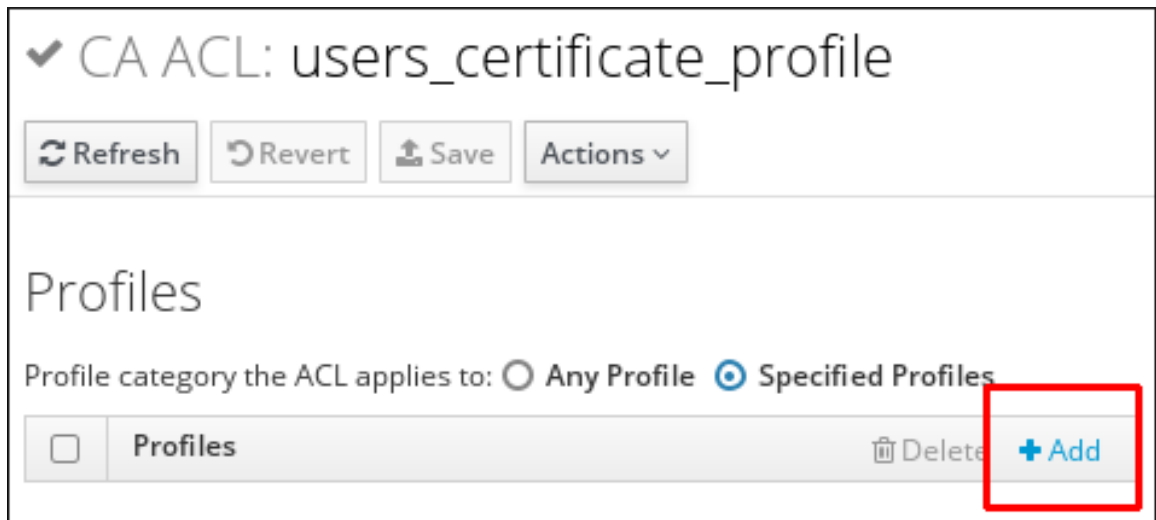 CA ACL: users_certificate_profile
Refresh Revert Save Actions
Profiles
Profile category the ACL applies to: Any Profile Specified Profiles
Profiles Delete Add